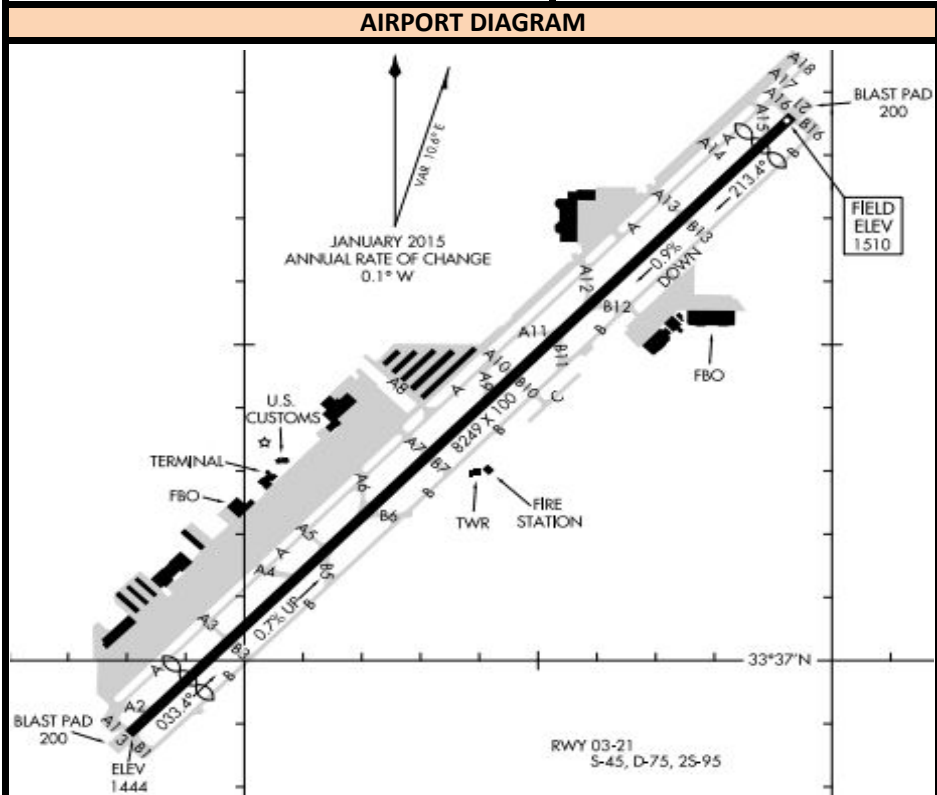 AIRPORT DIAGRAM
A18
A17
A16
21
B16
A15
BLAST PAD
200
VAR 10.6° E
A
A14
B
213.4°
JANUARY 2015
ANNUAL RATE OF CHANGE
0.1° W
A13
A
B13
FIELD
ELEV
1510
0.9%
DOWN
A12
B12
A11
B
B11
FBO
A10
A9
B10
A8
A
C
8249 X 100
B
U.S.
CUSTOMS
A7
B7
TERMINAL
A6
B
FBO
B6
TWR
FIRE
STATION
A5
A
A4
B5
0.7% UP
B
A3
B3
33°37'N
A
B
033.4°
A2
BLAST PAD
200
A1
3
B1
ELEV
1444
RWY 03-21
S-45, D-75, 2S-95